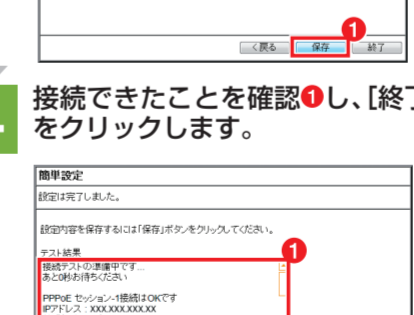 ❶
<戻る 保存 終了
接続できたことを確認❶し、[終
をクリックします。
簡単設定
設定は完了しました。
設定内容を保存するには「保存」ボタンをクリックしてください。
テスト結果
❶
接続テストの準備中です...
あと0秒お待ちください
PPPoE セッション-1接続はOKです
IPアドレス : XXX.XXX.XXX.XX